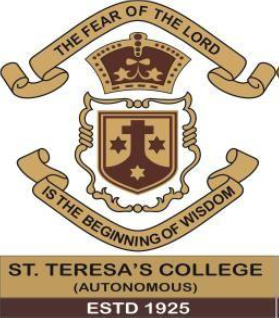 THE FEAR OF THE LORD
IS THE BEGINNING OF WISDOM
ST. TERESA'S COLLEGE
(AUTONOMOUS)
ESTD 1925